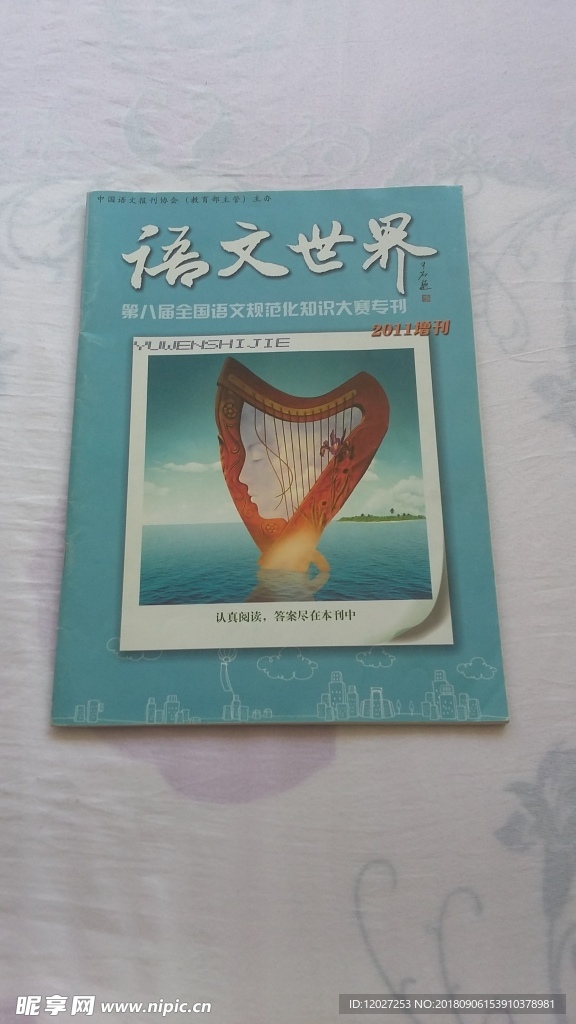 中国语文报刊协会（教育部主管）主办
语文世界
第八届全国语文规范化知识大赛专刊
2011增刊
YUWENSHIJIE
认真阅读，答案尽在本刊中
昵享网 www.nipic.cn
ID:12027253 NO:20180906153910378981